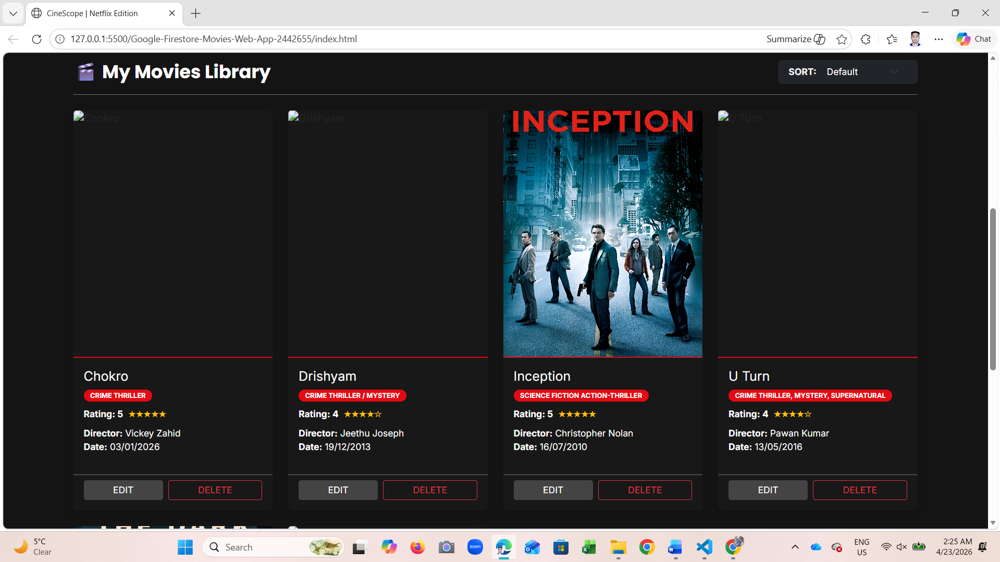 CineScope | Netflix Edition
127.0.0.1:5500/Google-Firestore-Movies-Web-App-2442655/index.html
Summarize
Chat
My Movies Library
SORT: Default
Chokro
Drishyam
INCEPTION
U Turn
Chokro
CRIME THRILLER
Rating: 5 ★★★★★
Director: Vickey Zahid
Date: 03/01/2026
EDIT
DELETE
Drishyam
CRIME THRILLER / MYSTERY
Rating: 4 ★★★★☆
Director: Jeethu Joseph
Date: 19/12/2013
EDIT
DELETE
Inception
SCIENCE FICTION ACTION-THRILLER
Rating: 5 ★★★★★
Director: Christopher Nolan
Date: 16/07/2010
EDIT
DELETE
U Turn
CRIME THRILLER, MYSTERY, SUPERNATURAL
Rating: 4 ★★★★☆
Director: Pawan Kumar
Date: 13/05/2016
EDIT
DELETE
5°C
Clear
Search
zoom
ENG
US
2:25 AM
4/23/2026